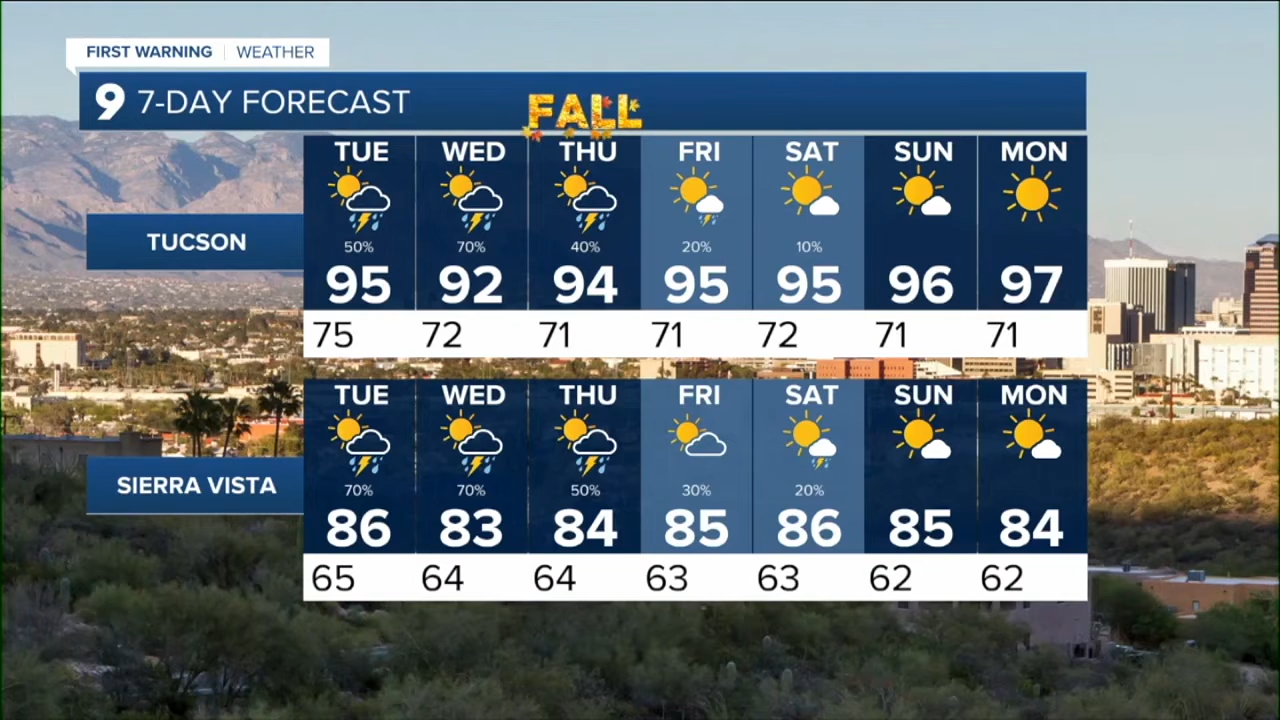 FIRST WARNING | WEATHER
9 7-DAY FORECAST
FALL
TUE WED THU FRI SAT SUN MON
TUCSON
50% 70% 40% 20% 10%
95 92 94 95 95 96 97
75 72 71 71 72 71 71
TUE WED THU FRI SAT SUN MON
SIERRA VISTA
70% 70% 50% 30% 20%
86 83 84 85 86 85 84
65 64 64 63 63 62 62